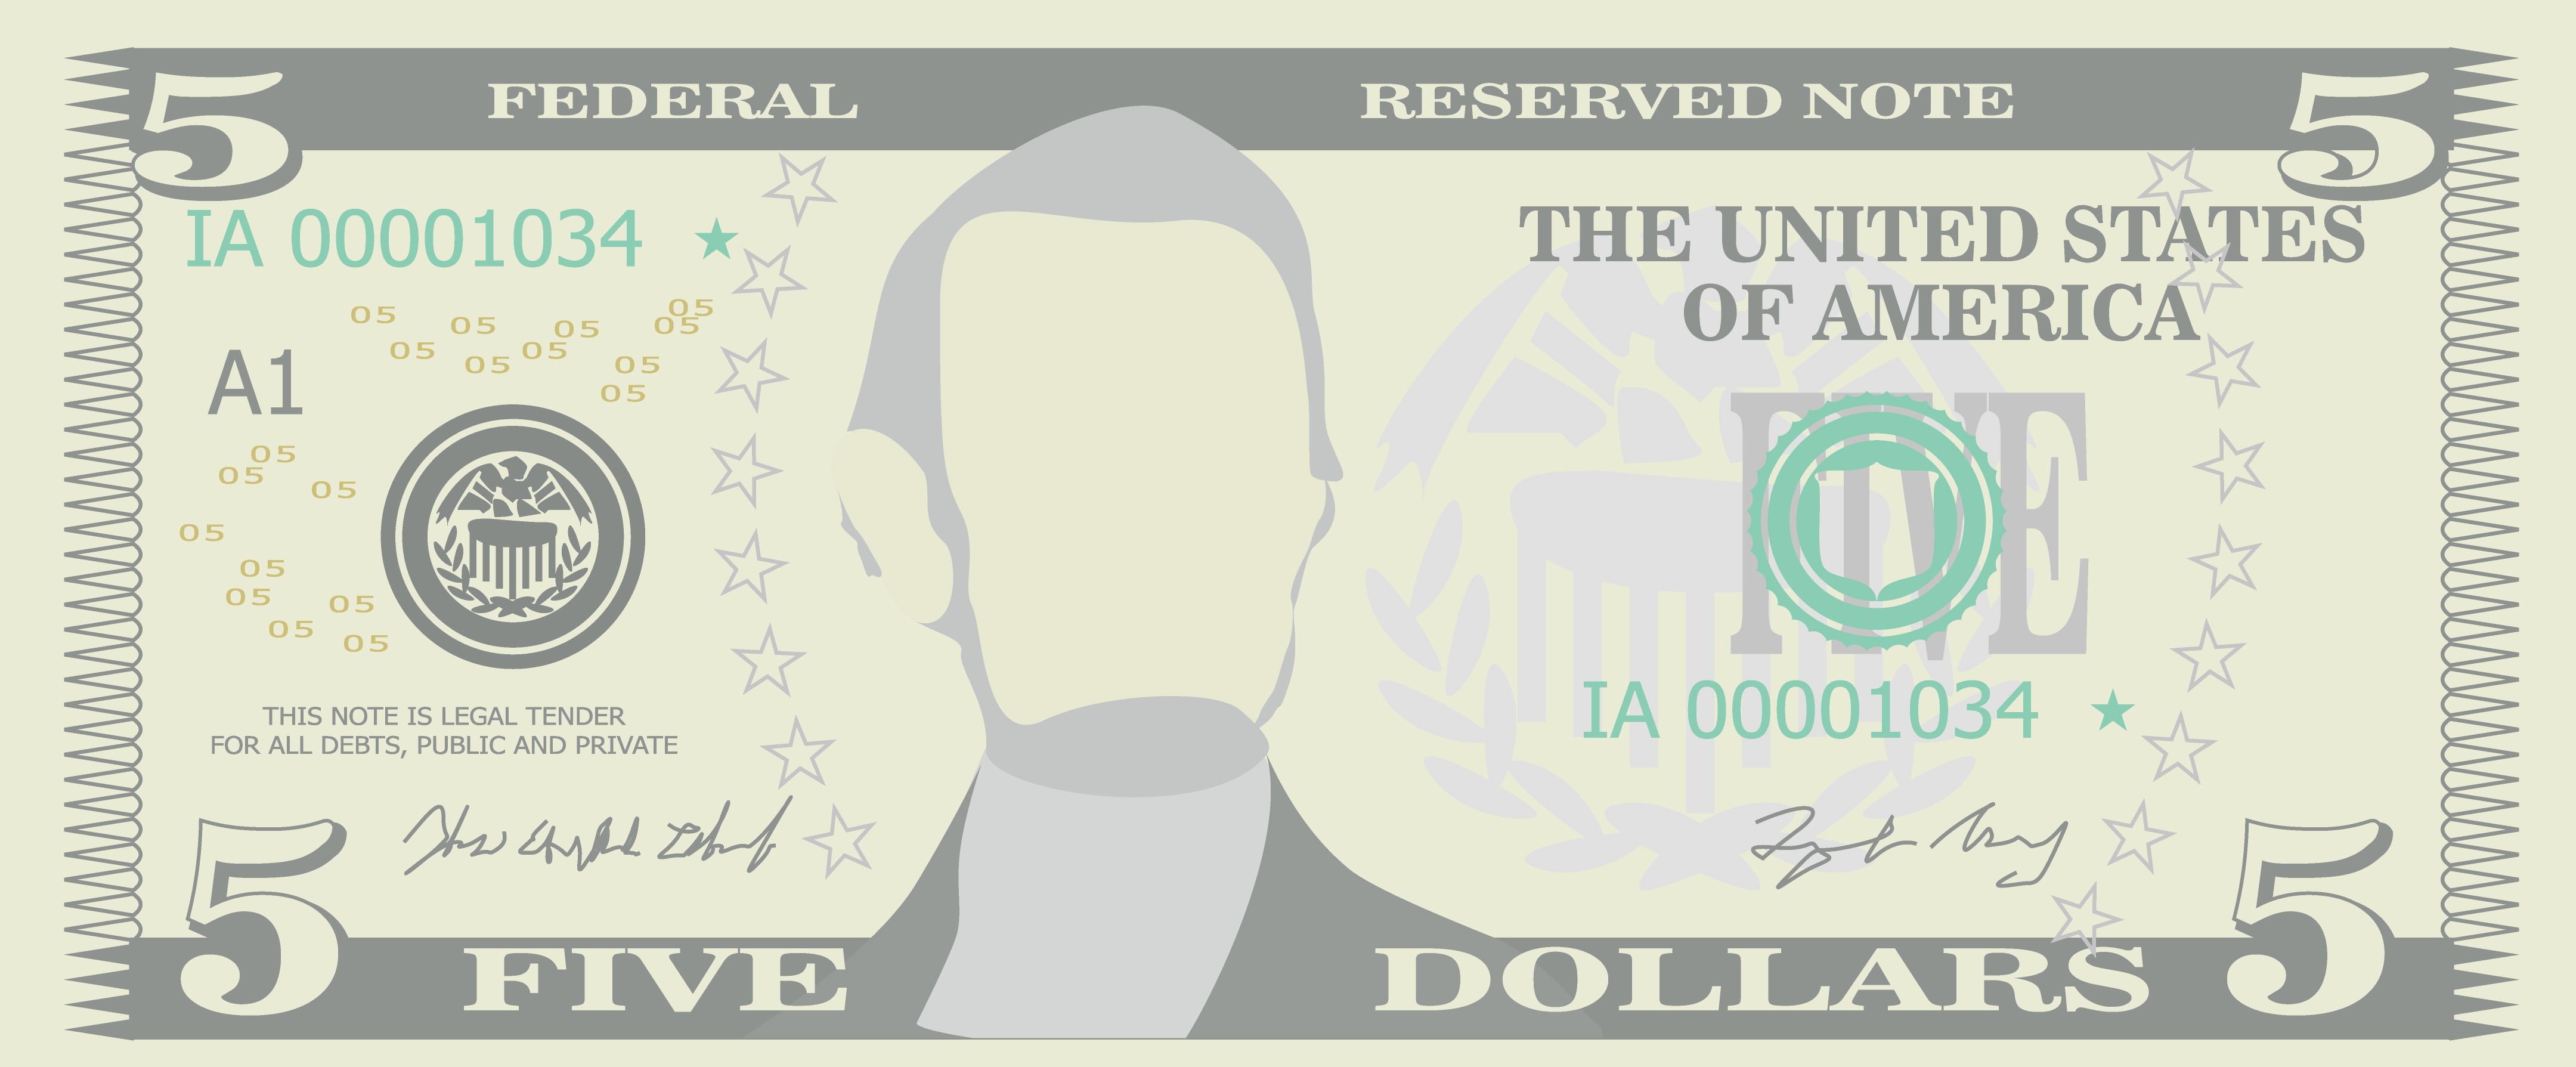 5 FEDERAL RESERVED NOTE 5
IA 00001034
THE UNITED STATES
OF AMERICA
05
05
05
05
05
05
05
05
05
05
05
A1
FIVE
05
05
05
05
05
05
05
05
05
IA 00001034
THIS NOTE IS LEGAL TENDER
FOR ALL DEBTS, PUBLIC AND PRIVATE
5 FIVE DOLLARS 5